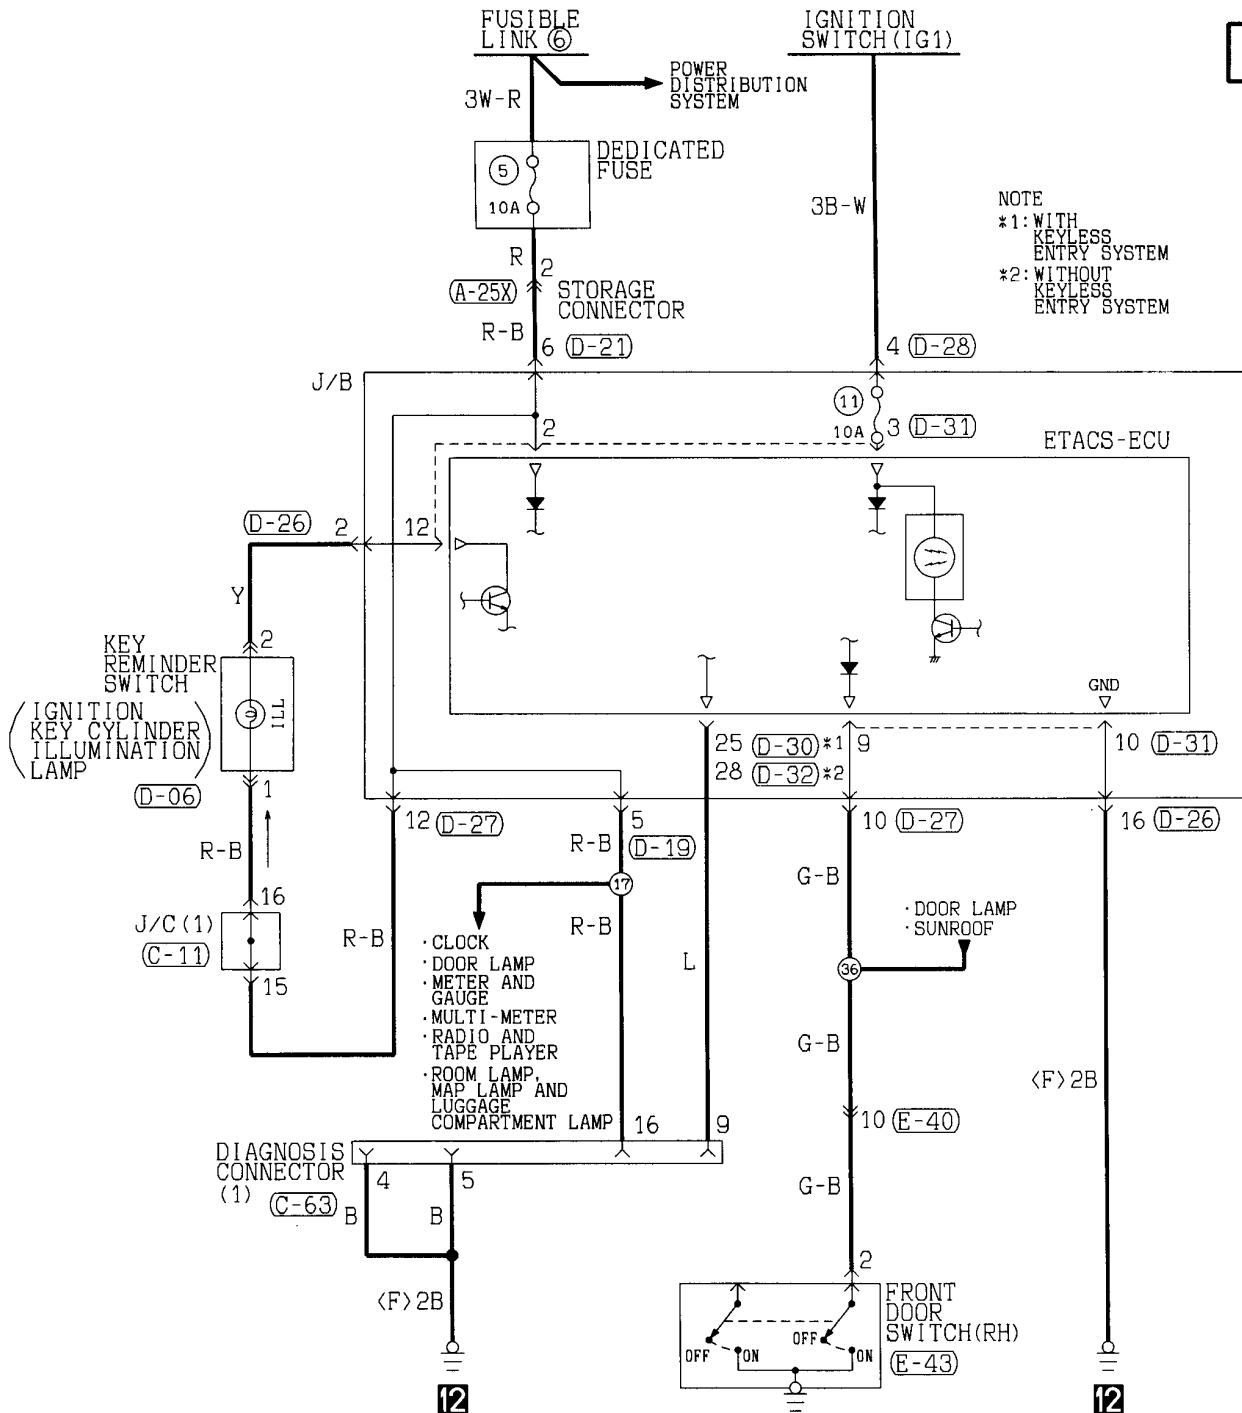 FUSIBLE
LINK ⑥
IGNITION
SWITCH(IG1)
POWER
DISTRIBUTION
SYSTEM
3W-R
DEDICATED
FUSE
5
10A
3B-W
NOTE
*1:WITH
KEYLESS
ENTRY SYSTEM
*2:WITHOUT
KEYLESS
ENTRY SYSTEM
R
2
A-25X
STORAGE
CONNECTOR
R-B
6 D-21
4 D-28
J/B
11
10A
3 D-31
2
ETACS-ECU
D-26
2
12
Y
2
KEY
REMINDER
SWITCH
(IGNITION
KEY CYLINDER
ILLUMINATION
LAMP)
ILL
GND
25 D-30 *1
28 D-32 *2
9
10 D-31
D-06
1
12 D-27
5
D-19
10 D-27
16 D-26
R-B
R-B
17
G-B
16
J/C(1)
C-11
15
R-B
R-B
L
·CLOCK
·DOOR LAMP
·METER AND
GAUGE
·MULTI-METER
·RADIO AND
TAPE PLAYER
·ROOM LAMP,
MAP LAMP AND
LUGGAGE
COMPARTMENT LAMP
·DOOR LAMP
·SUNROOF
36
G-B
<F>2B
10 E-40
16
9
DIAGNOSIS
CONNECTOR
(1)
C-63
4
5
B
B
G-B
<F>2B
2
FRONT
DOOR
SWITCH(RH)
E-43
OFF
ON
OFF
ON
12
12